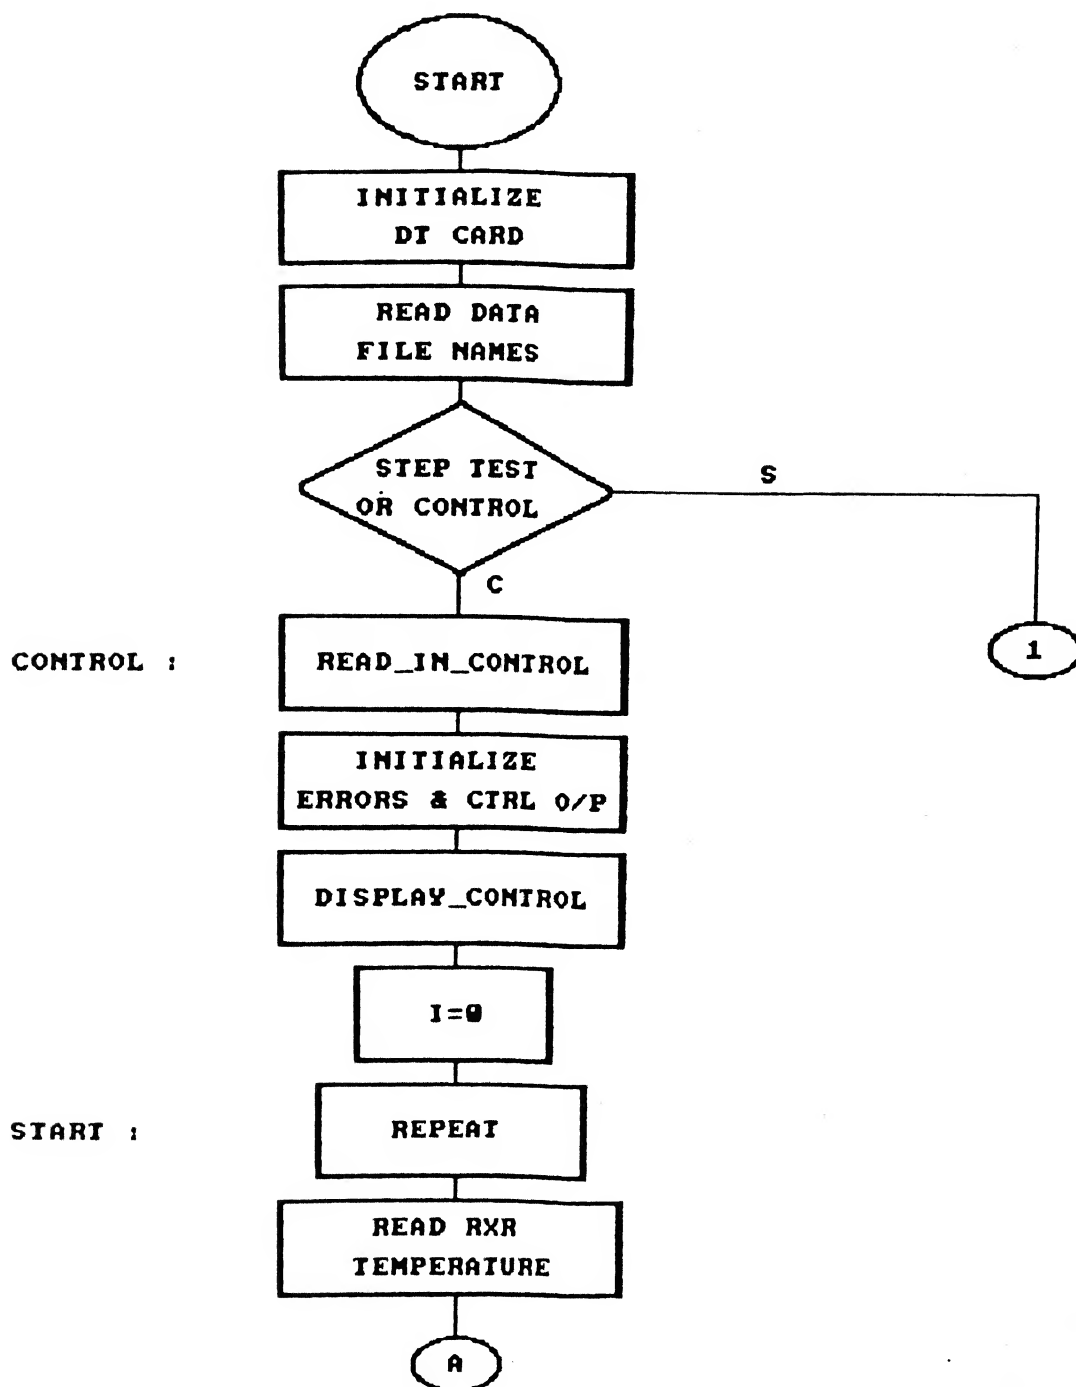 START
INITIALIZE
DT CARD
READ DATA
FILE NAMES
STEP TEST
OR CONTROL
S
C
1
CONTROL :
READ_IN_CONTROL
INITIALIZE
ERRORS & CTRL O/P
DISPLAY_CONTROL
I=0
START :
REPEAT
READ RXR
TEMPERATURE
A